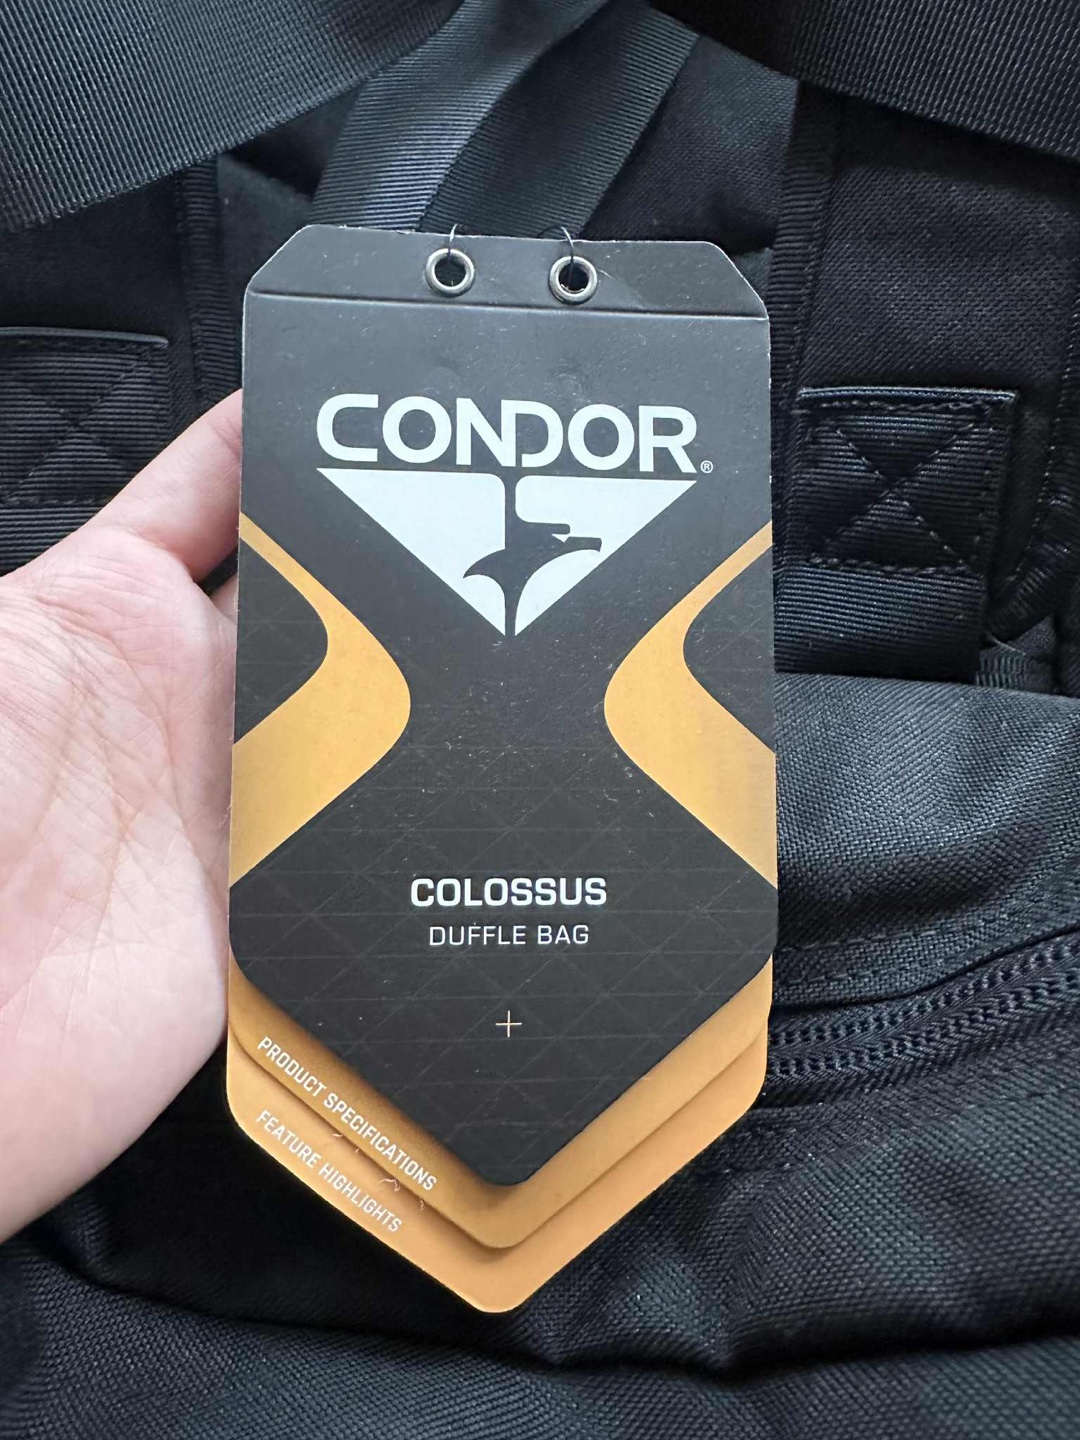 CONDOR®
COLOSSUS
DUFFLE BAG
PRODUCT SPECIFICATIONS
FEATURE HIGHLIGHTS